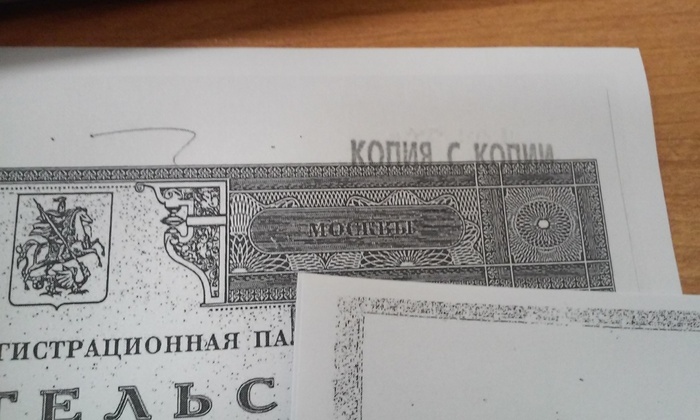 КОПИЯ С КОПИИ
МОСКВЫ
ГИСТРАЦИОННАЯ ПА
ТЕЛЬС